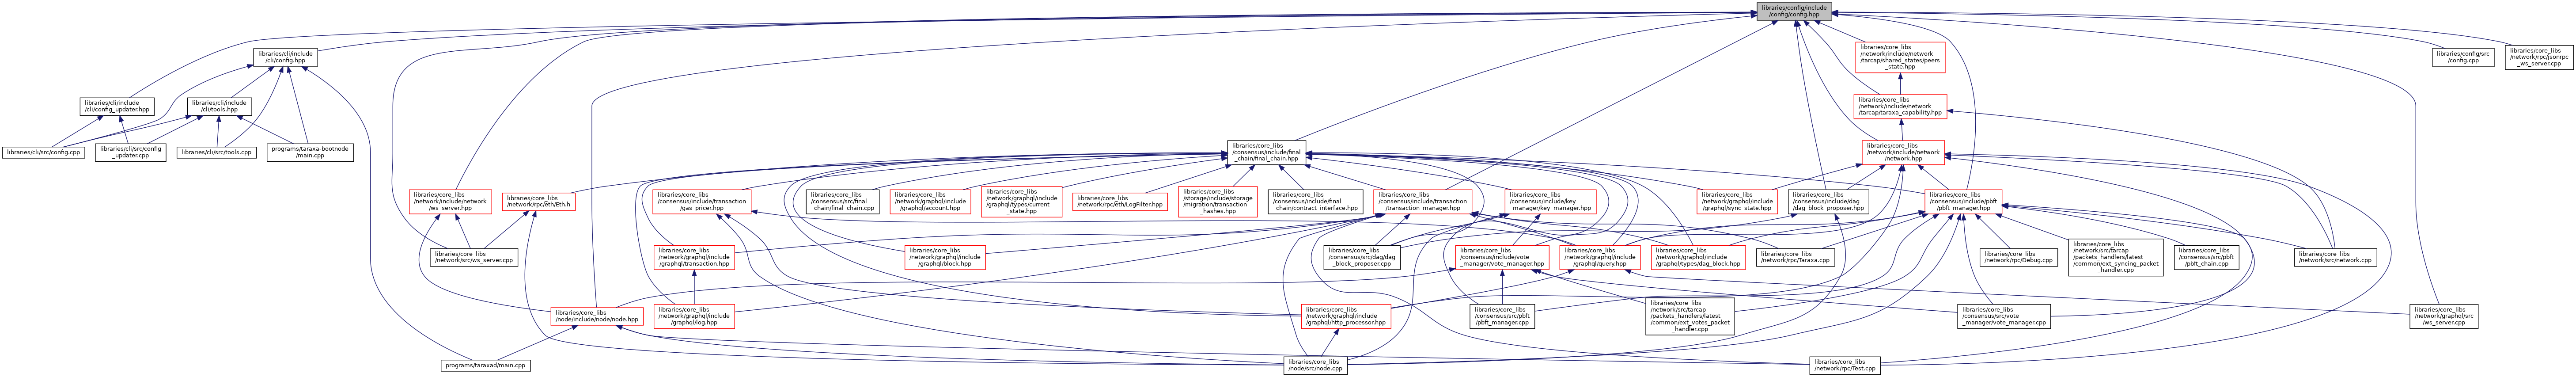 libraries/config/include
/config/config.hpp
libraries/core_libs
/network/include/network
/tarcap/shared_states/peers
_state.hpp
libraries/cli/include
/cli/config.hpp
libraries/config/src
/config.cpp
libraries/core_libs
/network/rpc/jsonrpc
_ws_server.cpp
libraries/cli/include
/cli/config_updater.hpp
libraries/cli/include
/cli/tools.hpp
libraries/core_libs
/network/include/network
/tarcap/taraxa_capability.hpp
libraries/cli/src/config.cpp
libraries/cli/src/config
_updater.cpp
libraries/cli/src/tools.cpp
programs/taraxa-bootnode
/main.cpp
libraries/core_libs
/consensus/include/final
_chain/final_chain.hpp
libraries/core_libs
/network/include/network
/network.hpp
libraries/core_libs
/network/include/network
/ws_server.hpp
libraries/core_libs
/network/rpc/eth/Eth.h
libraries/core_libs
/consensus/include/transaction
/gas_pricer.hpp
libraries/core_libs
/consensus/src/final
_chain/final_chain.cpp
libraries/core_libs
/network/graphql/include
/graphql/account.hpp
libraries/core_libs
/network/graphql/include
/graphql/types/current
_state.hpp
libraries/core_libs
/network/rpc/eth/LogFilter.hpp
libraries/core_libs
/storage/include/storage
/migration/transaction
_hashes.hpp
libraries/core_libs
/consensus/include/final
_chain/contract_interface.hpp
libraries/core_libs
/consensus/include/transaction
/transaction_manager.hpp
libraries/core_libs
/consensus/include/key
_manager/key_manager.hpp
libraries/core_libs
/network/graphql/include
/graphql/sync_state.hpp
libraries/core_libs
/consensus/include/dag
/dag_block_proposer.hpp
libraries/core_libs
/consensus/include/pbft
/pbft_manager.hpp
libraries/core_libs
/network/src/ws_server.cpp
libraries/core_libs
/network/graphql/include
/graphql/transaction.hpp
libraries/core_libs
/network/graphql/include
/graphql/block.hpp
libraries/core_libs
/consensus/src/dag/dag
_block_proposer.cpp
libraries/core_libs
/consensus/include/vote
_manager/vote_manager.hpp
libraries/core_libs
/network/graphql/include
/graphql/query.hpp
libraries/core_libs
/network/graphql/include
/graphql/types/dag_block.hpp
libraries/core_libs
/network/rpc/Taraxa.cpp
libraries/core_libs
/network/rpc/Debug.cpp
libraries/core_libs
/network/src/tarcap
/packets_handlers/latest
/common/ext_syncing_packet
_handler.cpp
libraries/core_libs
/consensus/src/pbft
/pbft_chain.cpp
libraries/core_libs
/network/src/network.cpp
libraries/core_libs
/node/include/node/node.hpp
libraries/core_libs
/network/graphql/include
/graphql/log.hpp
libraries/core_libs
/network/graphql/include
/graphql/http_processor.hpp
libraries/core_libs
/consensus/src/pbft
/pbft_manager.cpp
libraries/core_libs
/network/src/tarcap
/packets_handlers/latest
/common/ext_votes_packet
_handler.cpp
libraries/core_libs
/consensus/src/vote
_manager/vote_manager.cpp
libraries/core_libs
/network/graphql/src
/ws_server.cpp
programs/taraxad/main.cpp
libraries/core_libs
/node/src/node.cpp
libraries/core_libs
/network/rpc/Test.cpp